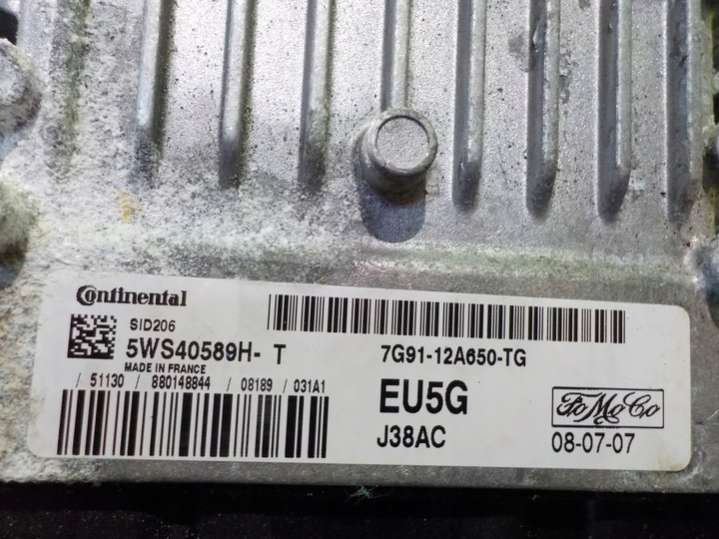 Continental
SID206
5WS40589H- T
MADE IN FRANCE
/ 51130 / 880148844 / 08189 / 031A1
7G91-12A650-TG
EU5G
J38AC
FoMoCo
08-07-07